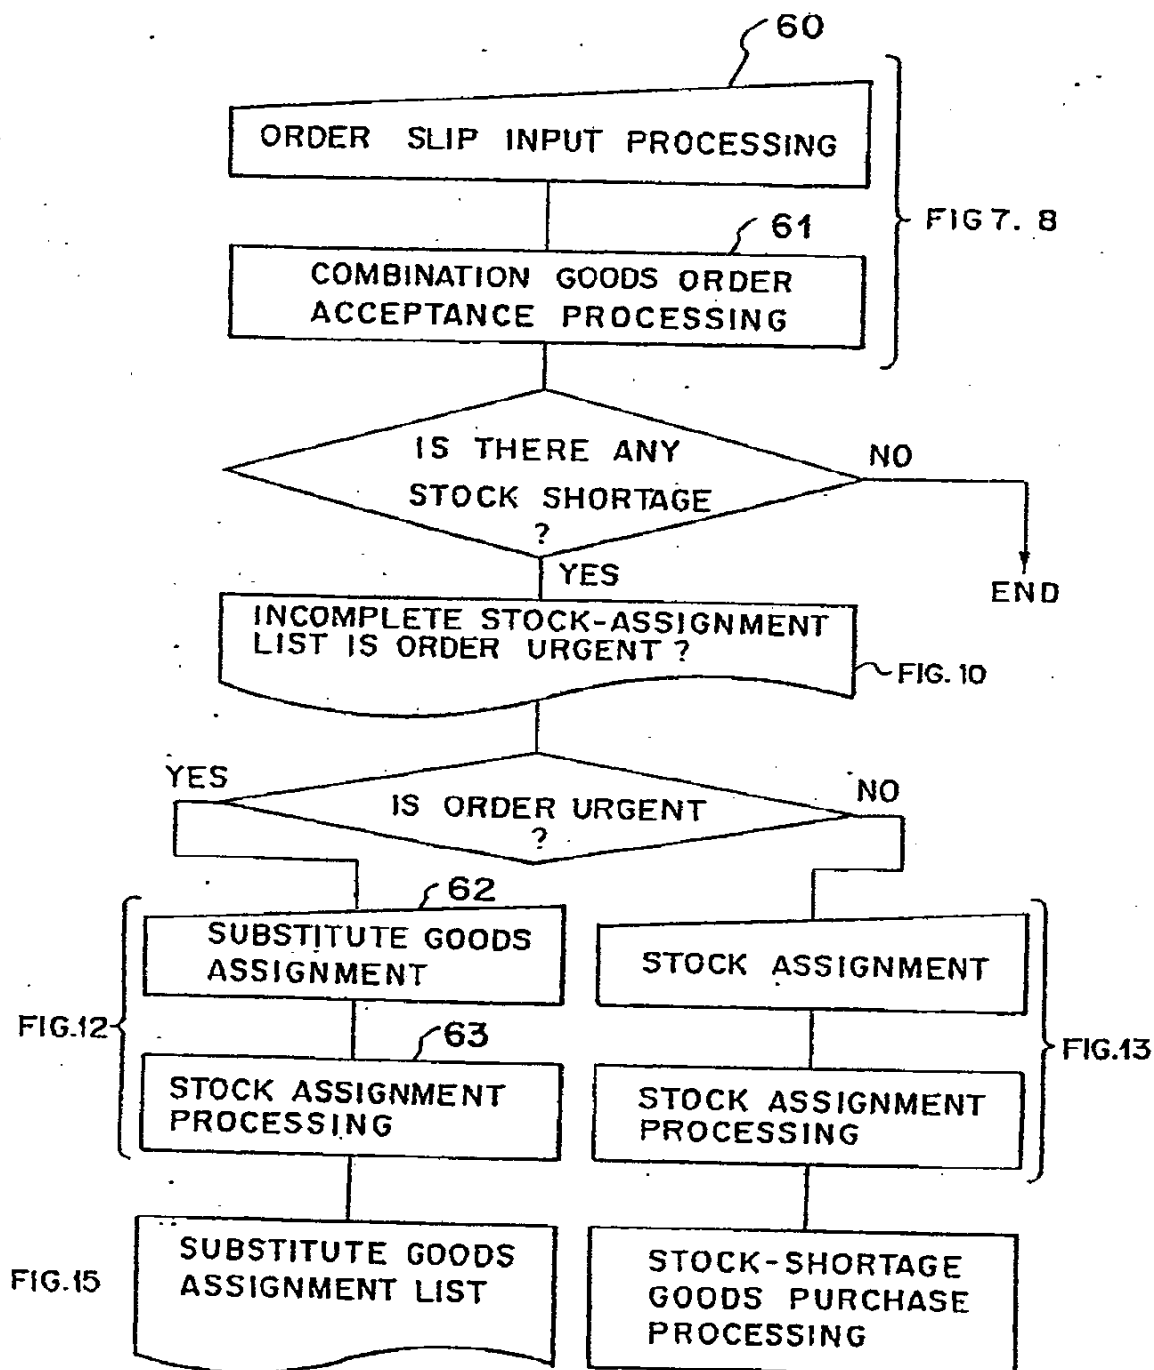 60
ORDER SLIP INPUT PROCESSING
FIG 7. 8
61
COMBINATION GOODS ORDER
ACCEPTANCE PROCESSING
IS THERE ANY
STOCK SHORTAGE
?
NO
YES
END
INCOMPLETE STOCK-ASSIGNMENT
LIST IS ORDER URGENT ?
FIG. 10
YES
IS ORDER URGENT
?
NO
62
SUBSTITUTE GOODS
ASSIGNMENT
STOCK ASSIGNMENT
FIG.12
63
STOCK ASSIGNMENT
PROCESSING
FIG.13
STOCK ASSIGNMENT
PROCESSING
FIG.15
SUBSTITUTE GOODS
ASSIGNMENT LIST
STOCK-SHORTAGE
GOODS PURCHASE
PROCESSING